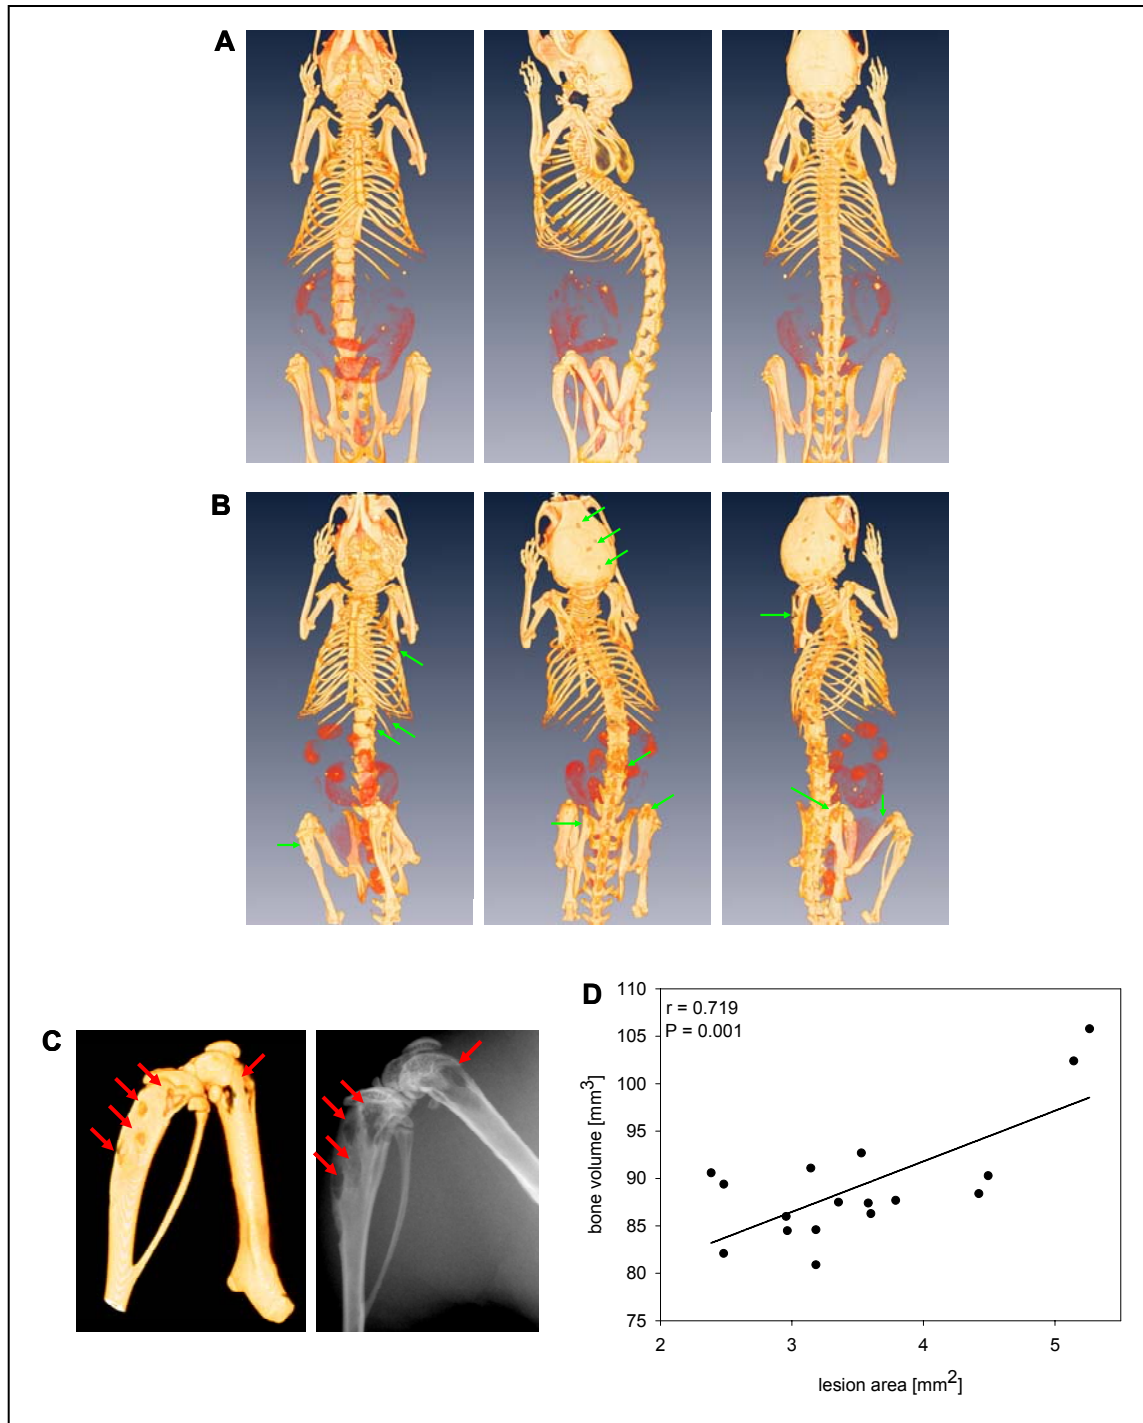 A
B
C
D
r = 0.719
P = 0.001
110
105
100
95
90
85
80
75
bone volume [mm3]
2 3 4 5
lesion area [mm2]